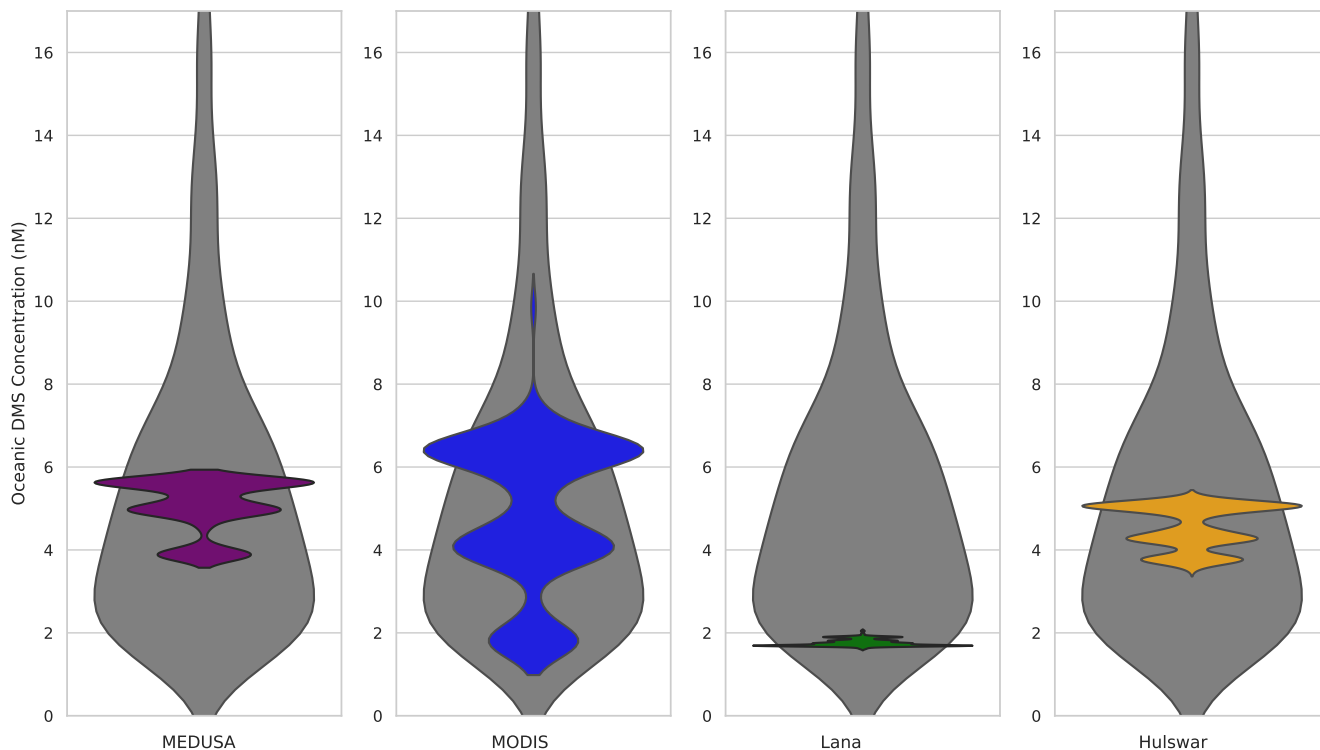 Oceanic DMS Concentration (nM)
16 16 16 16
14 14 14 14
12 12 12 12
10 10 10 10
8 8 8 8
6 6 6 6
4 4 4 4
2 2 2 2
0 0 0 0
MEDUSA MODIS Lana Hulswar